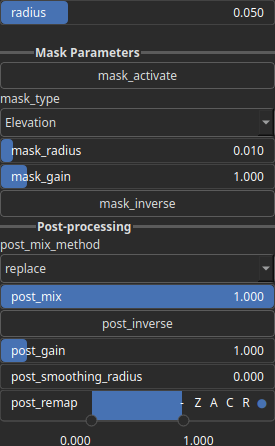 radius 0.050
Mask Parameters
mask_activate
mask_type
Elevation
mask_radius 0.010
mask_gain 1.000
mask_inverse
Post-processing
post_mix_method
replace
post_mix 1.000
post_inverse
post_gain 1.000
post_smoothing_radius 0.000
post_remap - Z A C R
0.000 1.000